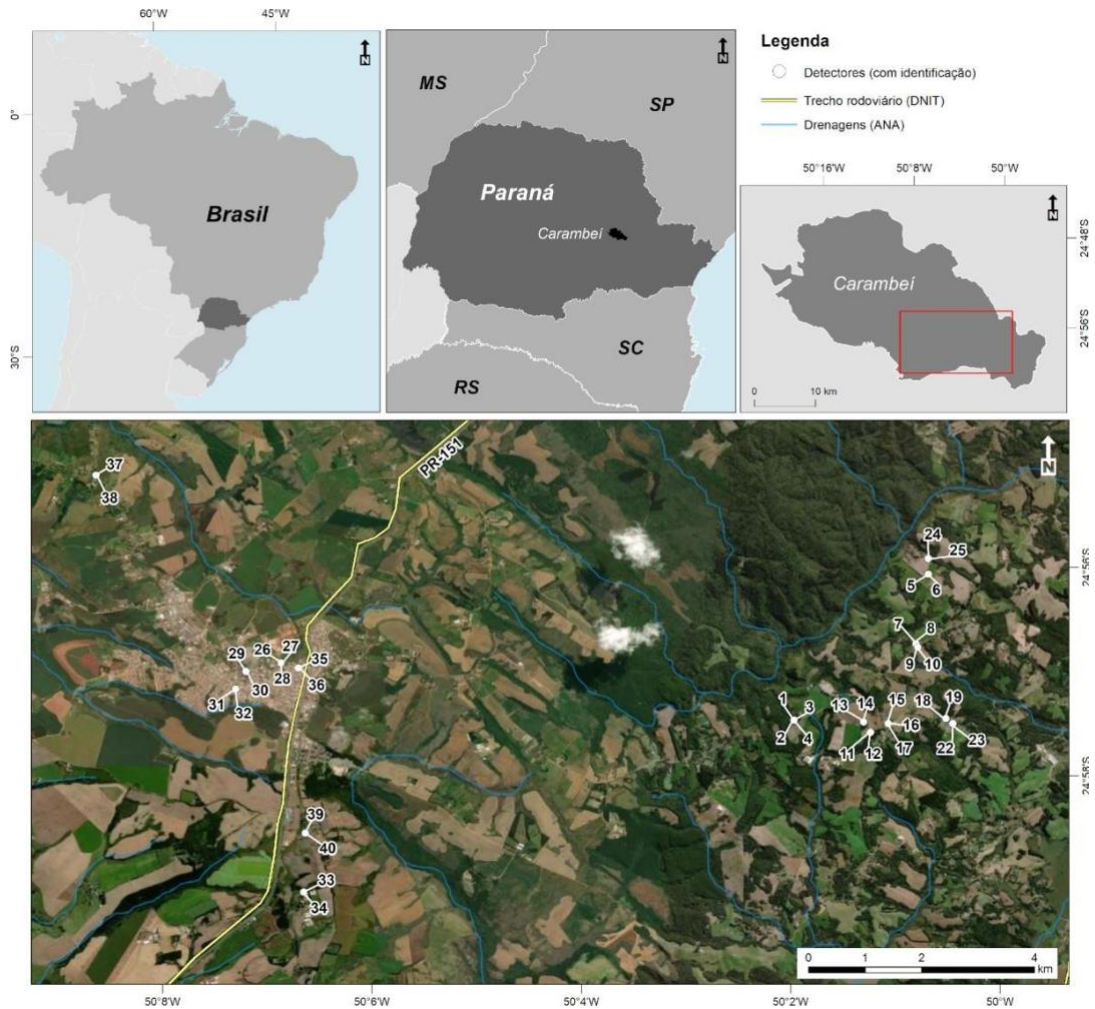 60°W 45°W
0°
30°S
N
Brasil
N
MS
SP
Paraná
Carambeí
SC
RS
Legenda
Detectores (com identificação)
Trecho rodoviário (DNIT)
Drenagens (ANA)
50°16'W 50°8'W 50°W
N
24°48'S
24°56'S
Carambeí
0 10 km
N
PR-151
37
38
24
25
5 6
7 8
9 10
26 27
28
29
30
31
32
35
36
1 3
2 4
13 14
11 12
15
16
17
18 19
22 23
39
40
33
34
24°56'S
24°58'S
0 1 2 4
km
50°8'W 50°6'W 50°4'W 50°2'W 50°W